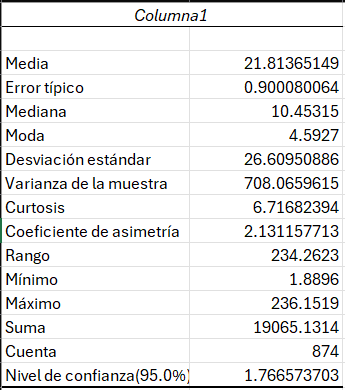 Columna1
Media 21.81365149
Error típico 0.900080064
Mediana 10.45315
Moda 4.5927
Desviación estándar 26.60950886
Varianza de la muestra 708.0659615
Curtosis 6.71682394
Coeficiente de asimetría 2.131157713
Rango 234.2623
Mínimo 1.8896
Máximo 236.1519
Suma 19065.1314
Cuenta 874
Nivel de confianza(95.0%) 1.766573703